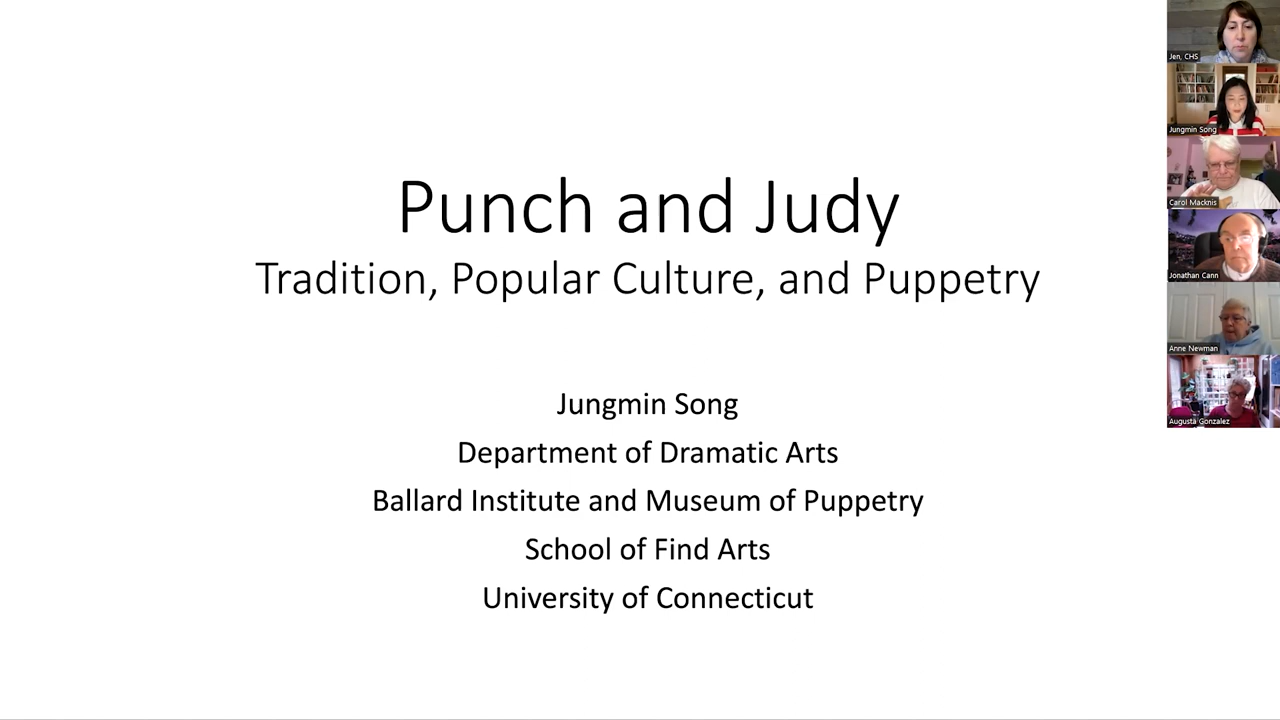 Punch and Judy
Tradition, Popular Culture, and Puppetry
Jungmin Song
Department of Dramatic Arts
Ballard Institute and Museum of Puppetry
School of Find Arts
University of Connecticut
Jen, CHS
Jungmin Song
Carol Macknis
Jonathan Cann
Anne Newman
Augusta Gonzalez